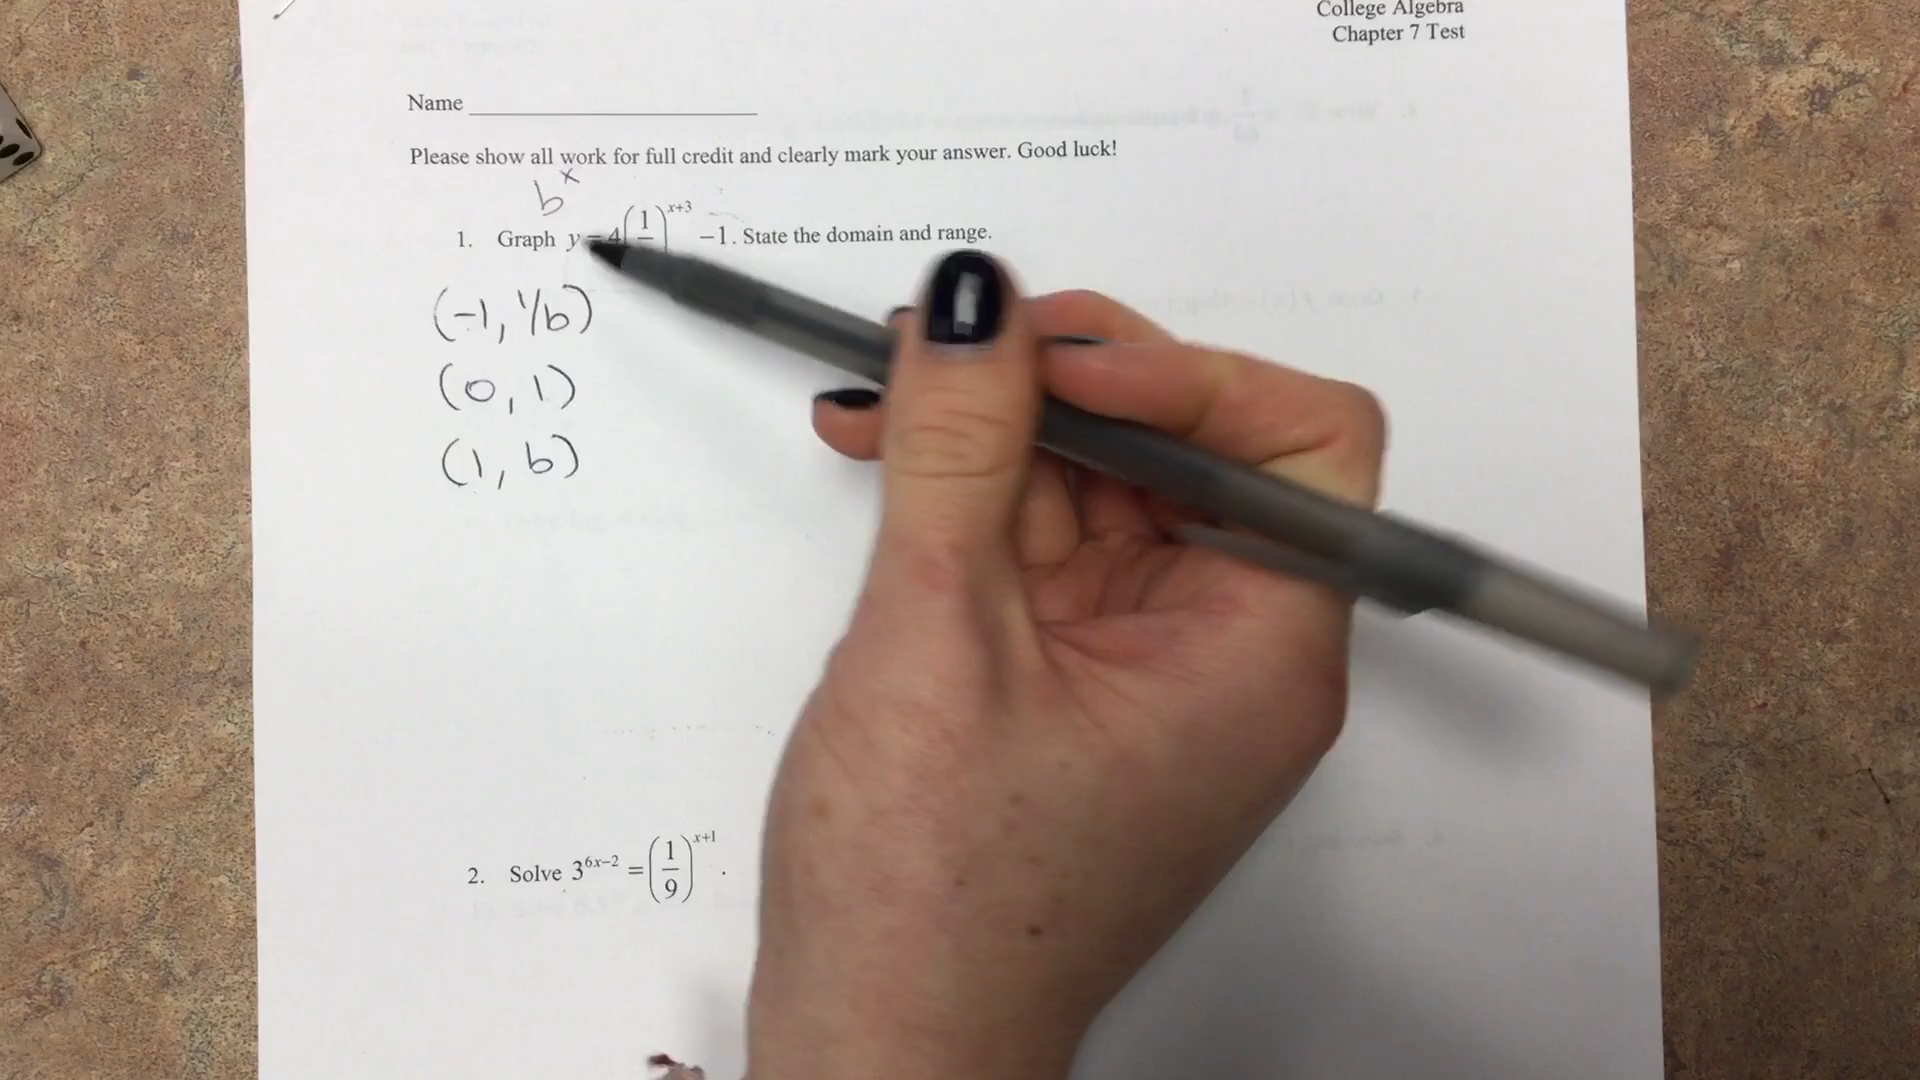 College Algebra
Chapter 7 Test
Name
Please show all work for full credit and clearly mark your answer. Good luck!
b^x
1. Graph y = 4(1/ )^x+3 −1. State the domain and range.
(-1, 1/b)
(0, 1)
(1, b)
2. Solve 3^6x−2 = (1/9)^x+1.